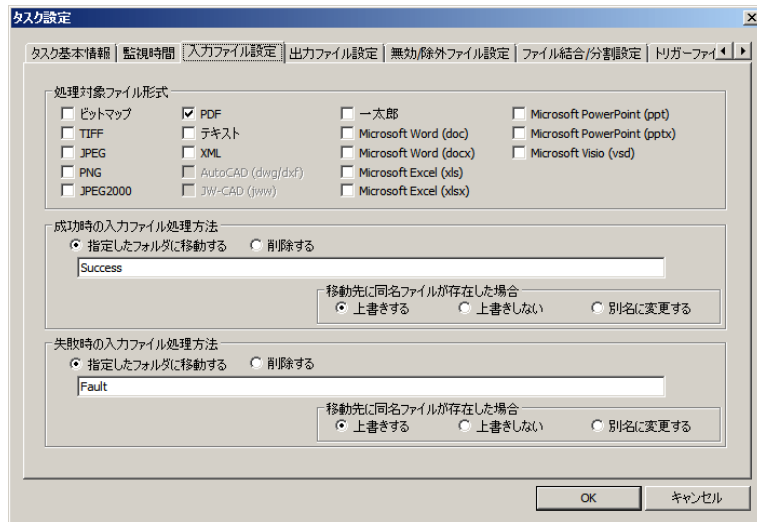 タスク設定
タスク基本情報 監視時間 入力ファイル設定 出力ファイル設定 無効/除外ファイル設定 ファイル結合/分割設定 トリガーファイ
処理対象ファイル形式
ビットマップ PDF 一太郎 Microsoft PowerPoint (ppt)
TIFF テキスト Microsoft Word (doc) Microsoft PowerPoint (pptx)
JPEG XML Microsoft Word (docx) Microsoft Visio (vsd)
PNG AutoCAD (dwg/dxf) Microsoft Excel (xls)
JPEG2000 JW-CAD (jww) Microsoft Excel (xlsx)
成功時の入力ファイル処理方法
指定したフォルダに移動する 削除する
Success
移動先に同名ファイルが存在した場合
上書きする 上書きしない 別名に変更する
失敗時の入力ファイル処理方法
指定したフォルダに移動する 削除する
Fault
移動先に同名ファイルが存在した場合
上書きする 上書きしない 別名に変更する
OK キャンセル